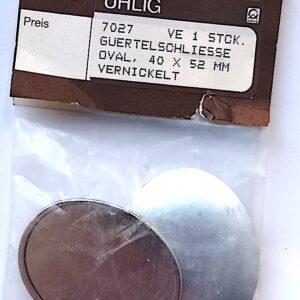 UHLIG
Preis
7027 VE 1 STCK.
GUERTELSCHLIESSE
OVAL, 40 X 52 MM
VERNICKELT